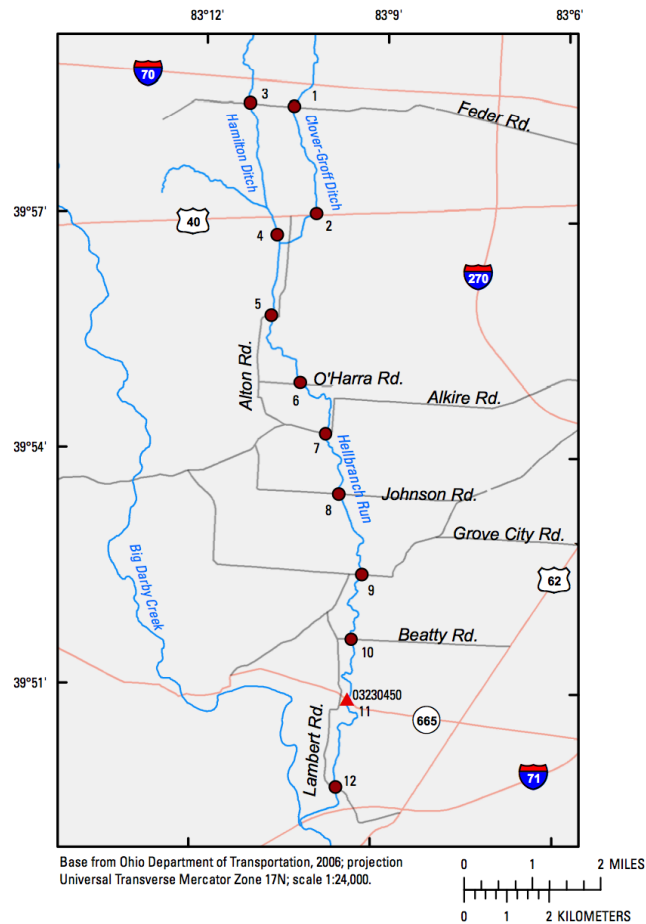 83°12'
83°9'
83°6'
70
3
1
Feder Rd.
Hamilton Ditch
Clover-Groff Ditch
39°57'
40
2
4
270
5
Alton Rd.
O'Harra Rd.
6
Alkire Rd.
39°54'
7
Hellbranch Run
8
Johnson Rd.
Grove City Rd.
Big Darby Creek
9
62
10
Beatty Rd.
39°51'
03230450
11
665
Lambert Rd.
71
12
Base from Ohio Department of Transportation, 2006; projection
Universal Transverse Mercator Zone 17N; scale 1:24,000.
0 1 2 MILES
0 1 2 KILOMETERS